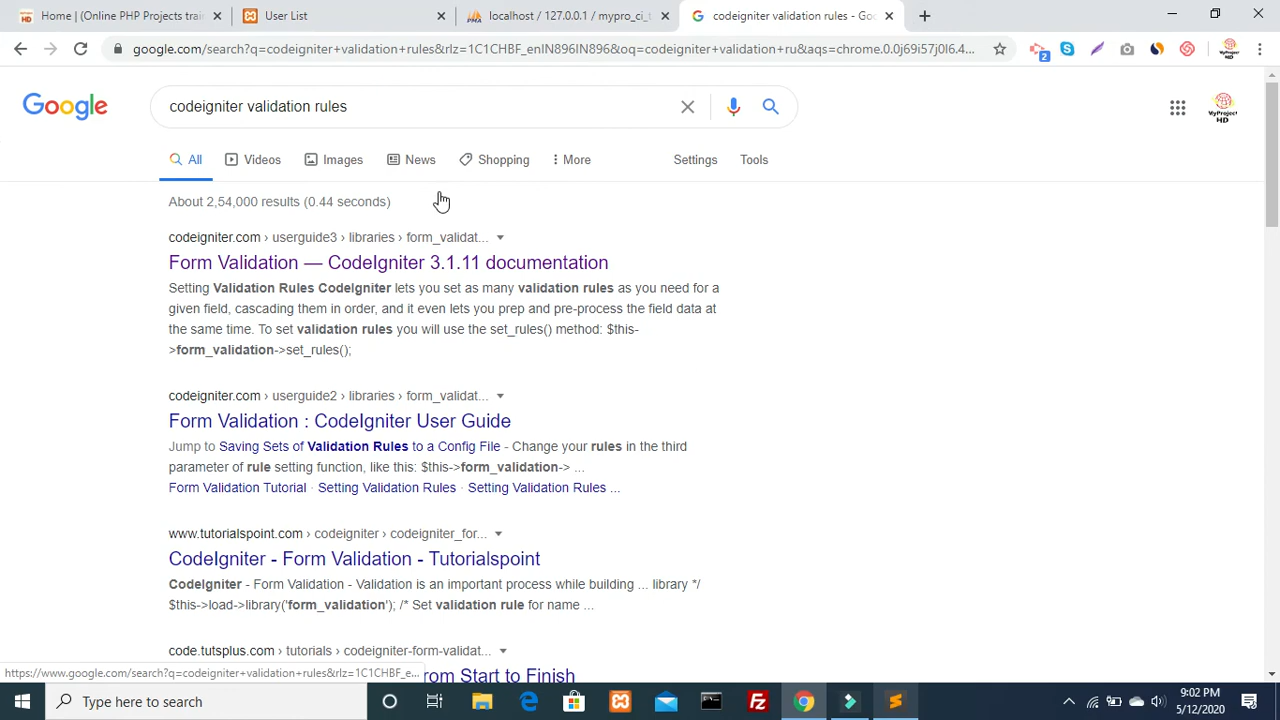 Home | (Online PHP Projects trai
User List
localhost / 127.0.0.1 / mypro_ci_t
codeigniter validation rules - Goo
google.com/search?q=codeigniter+validation+rules&rlz=1C1CHBF_enIN896IN896&oq=codeigniter+validation+ru&aqs=chrome.0.0j69i57j0l6.4...
2
Google
codeigniter validation rules
MyProject HD
All
Videos
Images
News
Shopping
More
Settings
Tools
About 2,54,000 results (0.44 seconds)
codeigniter.com › userguide3 › libraries › form_validat...
Form Validation — CodeIgniter 3.1.11 documentation
Setting Validation Rules CodeIgniter lets you set as many validation rules as you need for a
given field, cascading them in order, and it even lets you prep and pre-process the field data at
the same time. To set validation rules you will use the set_rules() method: $this-
>form_validation->set_rules();
codeigniter.com › userguide2 › libraries › form_validat...
Form Validation : CodeIgniter User Guide
Jump to Saving Sets of Validation Rules to a Config File - Change your rules in the third
parameter of rule setting function, like this: $this->form_validation-> ...
Form Validation Tutorial · Setting Validation Rules · Setting Validation Rules ...
www.tutorialspoint.com › codeigniter › codeigniter_for...
CodeIgniter - Form Validation - Tutorialspoint
CodeIgniter - Form Validation - Validation is an important process while building ... library */
$this->load->library('form_validation'); /* Set validation rule for name ...
code.tutsplus.com › tutorials › codeigniter-form-validat...
rom Start to Finish
https://www.google.com/search?q=codeigniter+validation+rules&rlz=1C1CHBF_e...
Type here to search
9:02 PM
5/12/2020